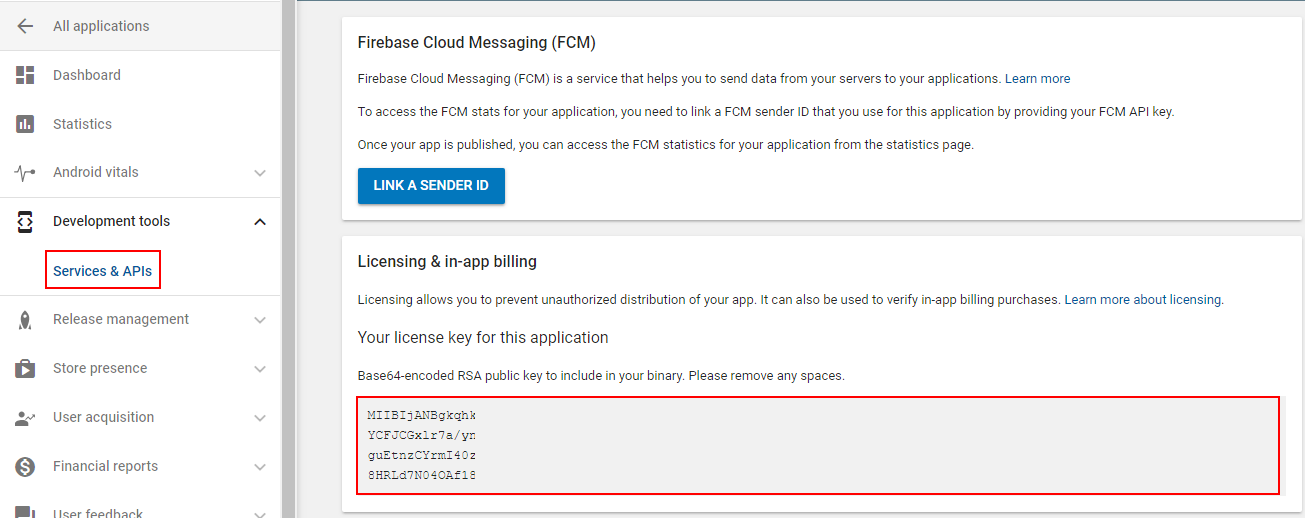 All applications
Dashboard
Statistics
Android vitals
Development tools
Services & APIs
Release management
Store presence
User acquisition
Financial reports
User feedback
Firebase Cloud Messaging (FCM)
Firebase Cloud Messaging (FCM) is a service that helps you to send data from your servers to your applications. Learn more
To access the FCM stats for your application, you need to link a FCM sender ID that you use for this application by providing your FCM API key.
Once your app is published, you can access the FCM statistics for your application from the statistics page.
LINK A SENDER ID
Licensing & in-app billing
Licensing allows you to prevent unauthorized distribution of your app. It can also be used to verify in-app billing purchases. Learn more about licensing.
Your license key for this application
Base64-encoded RSA public key to include in your binary. Please remove any spaces.
MIIBIjANBgkqhk
YCFJCGxlr7a/yn
guEtnzCYrmI40z
8HRLd7N04OAf18